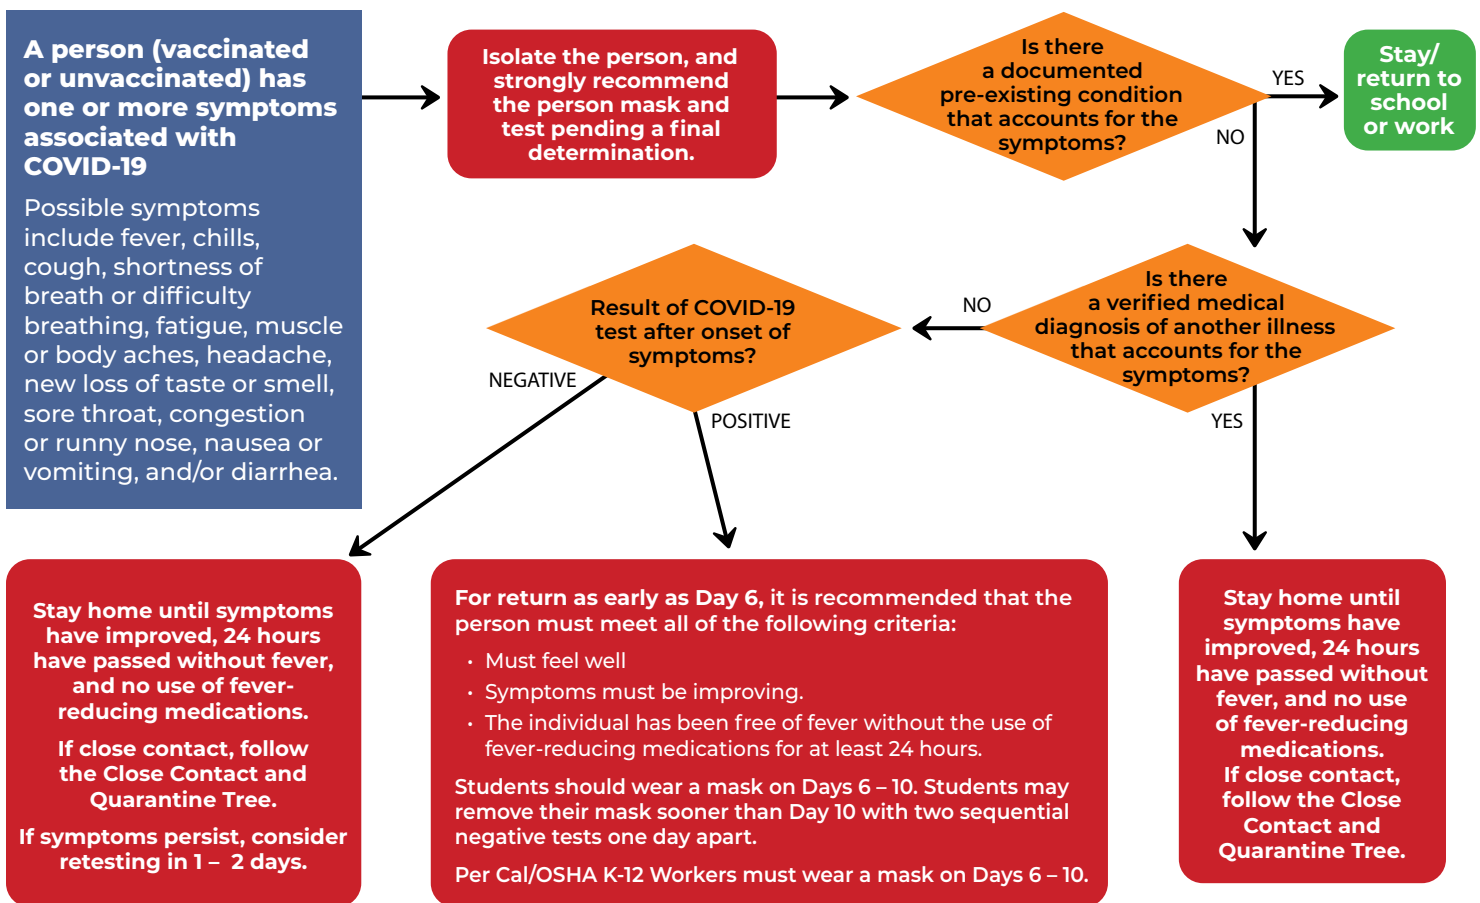 A person (vaccinated
or unvaccinated) has
one or more symptoms
associated with
COVID-19
Possible symptoms
include fever, chills,
cough, shortness of
breath or difficulty
breathing, fatigue, muscle
or body aches, headache,
new loss of taste or smell,
sore throat, congestion
or runny nose, nausea or
vomiting, and/or diarrhea.
Isolate the person, and
strongly recommend
the person mask and
test pending a final
determination.
Is there
a documented
pre-existing condition
that accounts for the
symptoms?
YES
NO
Stay/
return to
school
or work
Is there
a verified medical
diagnosis of another illness
that accounts for the
symptoms?
NO
YES
Result of COVID-19
test after onset of
symptoms?
NEGATIVE
POSITIVE
Stay home until symptoms
have improved, 24 hours
have passed without fever,
and no use of fever-
reducing medications.
If close contact, follow
the Close Contact and
Quarantine Tree.
If symptoms persist, consider
retesting in 1 – 2 days.
For return as early as Day 6, it is recommended that the
person must meet all of the following criteria:
• Must feel well
• Symptoms must be improving.
• The individual has been free of fever without the use of
fever-reducing medications for at least 24 hours.
Students should wear a mask on Days 6 – 10. Students may
remove their mask sooner than Day 10 with two sequential
negative tests one day apart.
Per Cal/OSHA K-12 Workers must wear a mask on Days 6 – 10.
Stay home until
symptoms have
improved, 24 hours
have passed without
fever, and no use
of fever-reducing
medications.
If close contact,
follow the Close
Contact and
Quarantine Tree.